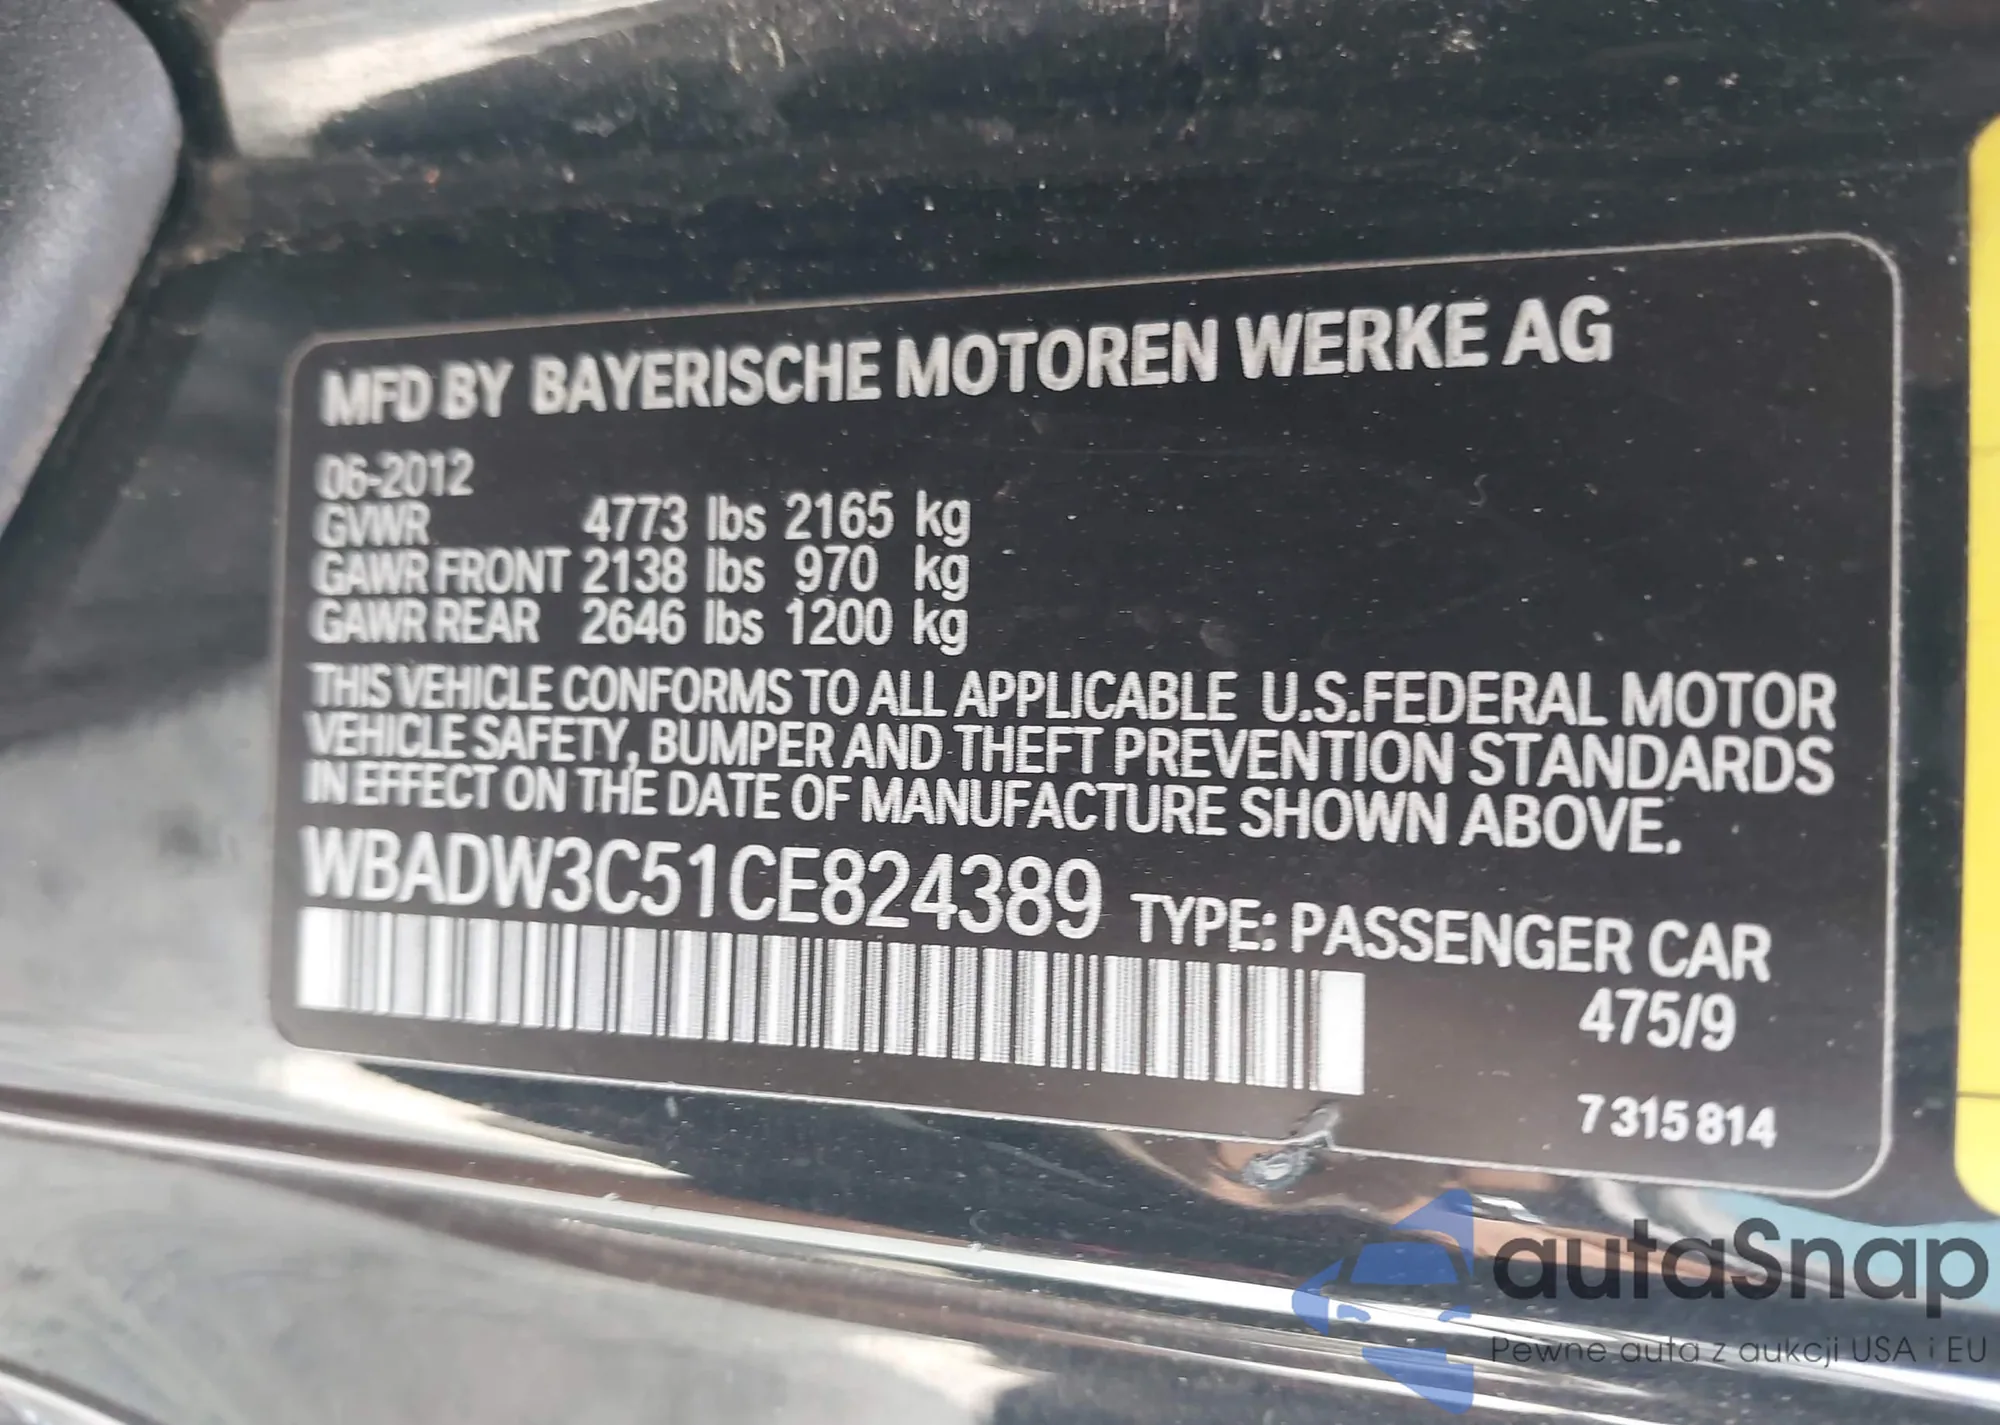 MFD BY BAYERISCHE MOTOREN WERKE AG
06-2012
GVWR 4773 lbs 2165 kg
GAWR FRONT 2138 lbs 970 kg
GAWR REAR 2646 lbs 1200 kg
THIS VEHICLE CONFORMS TO ALL APPLICABLE U.S.FEDERAL MOTOR
VEHICLE SAFETY, BUMPER AND THEFT PREVENTION STANDARDS
IN EFFECT ON THE DATE OF MANUFACTURE SHOWN ABOVE.
WBADW3C51CE824389 TYPE: PASSENGER CAR
475/9
7 315 814
autaSnap
Pewne auta z aukcji USA i EU